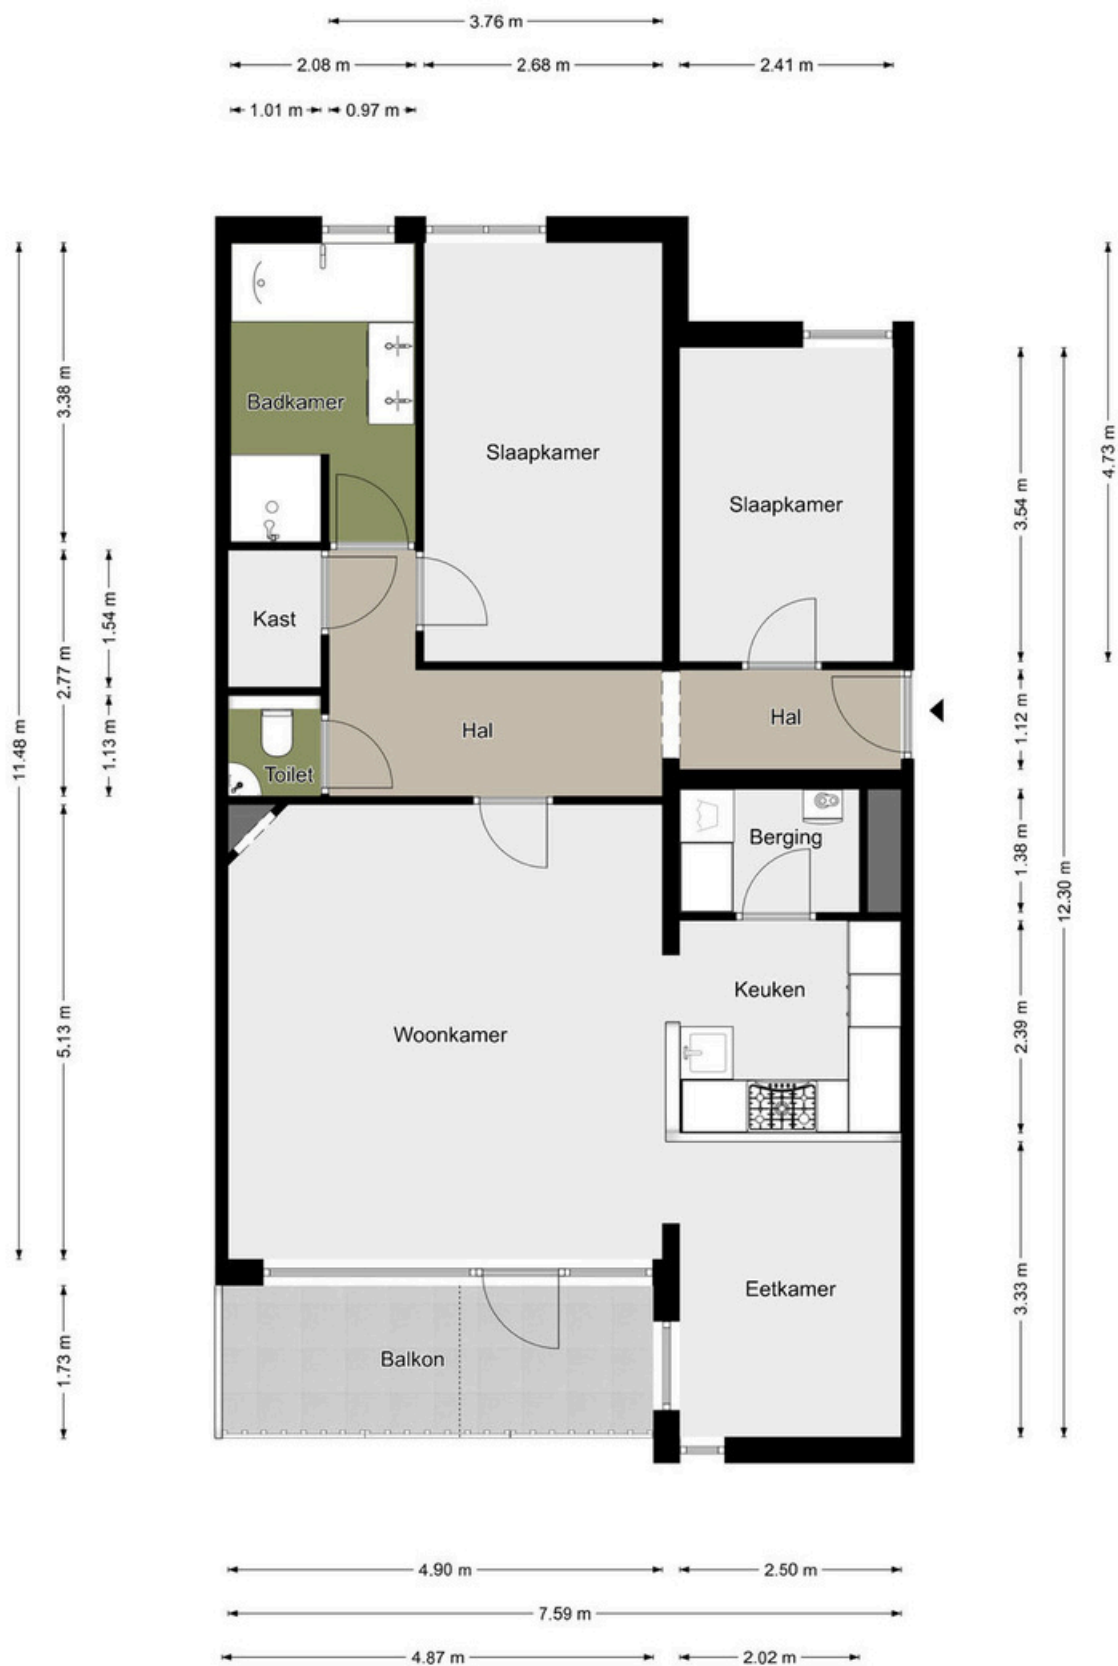 3.76 m
2.08 m
2.68 m
2.41 m
1.01 m
0.97 m
11.48 m
3.38 m
2.77 m
1.54 m
1.13 m
5.13 m
1.73 m
Badkamer
Slaapkamer
Slaapkamer
Kast
Hal
Hal
Toilet
Berging
Keuken
Woonkamer
Eetkamer
Balkon
4.73 m
3.54 m
1.12 m
1.38 m
12.30 m
2.39 m
3.33 m
4.90 m
2.50 m
7.59 m
4.87 m
2.02 m